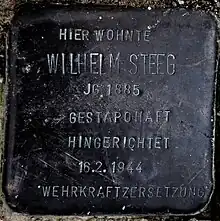 HIER WOHNTE
WILHELM STEEG
JG. 1885
GESTAPOHAFT
HINGERICHTET
16.2.1944
'WEHRKRAFTZERSETZUNG'